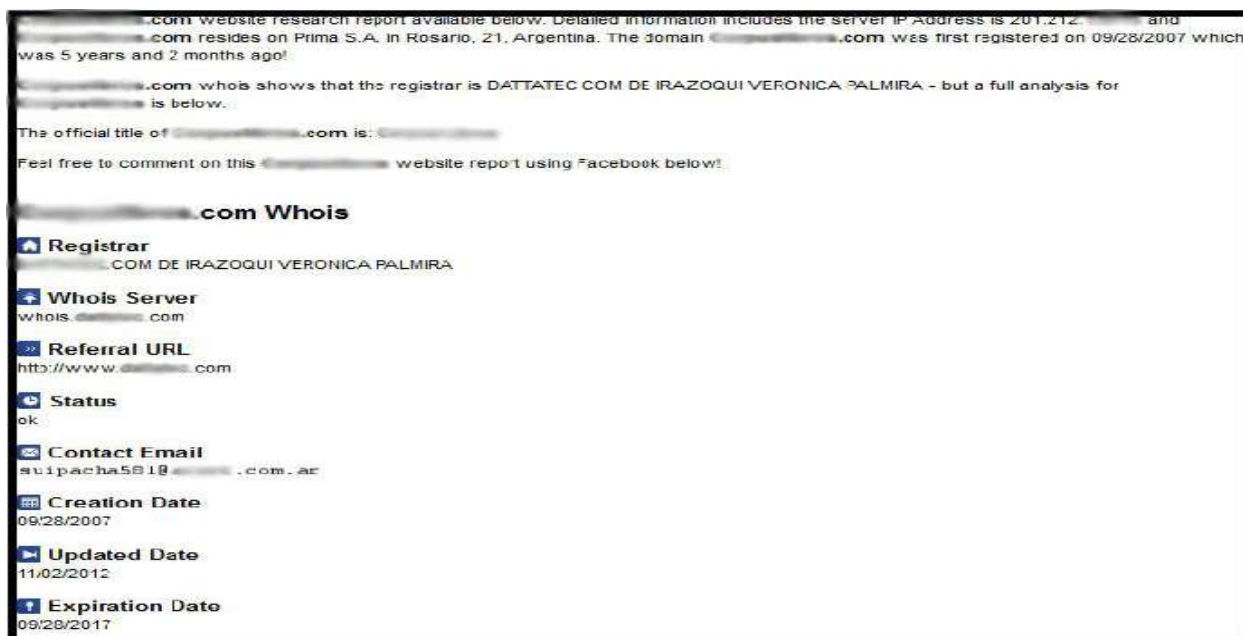 .com website research report available below. Detailed information includes the server IP Address is 201.212. and
.com resides on Prima S.A. in Rosario, 21, Argentina. The domain .com was first registered on 09/28/2007 which
was 5 years and 2 months ago!
.com whois shows that the registrar is DATTATEC COM DE IRAZOQUI VERONICA PALMIRA - but a full analysis for
is below.
The official title of .com is:
Feel free to comment on this website report using Facebook below!
.com Whois
Registrar
.COM DE IRAZOQUI VERONICA PALMIRA
Whois Server
whois. .com
Referral URL
http://www. .com
Status
ok
Contact Email
suipacha581@ .com.ar
Creation Date
09/28/2007
Updated Date
11/02/2012
Expiration Date
09/28/2017